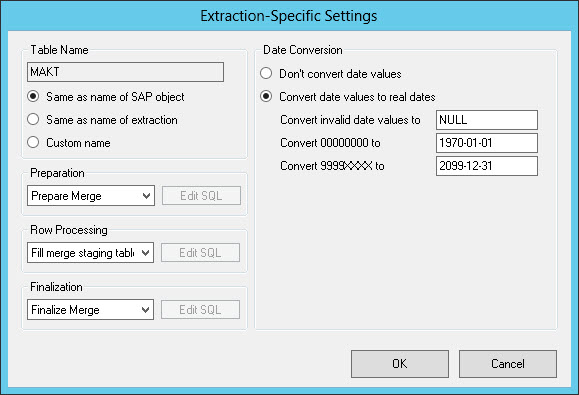 Extraction-Specific Settings
Table Name
MAKT
Same as name of SAP object
Same as name of extraction
Custom name
Preparation
Prepare Merge
Edit SQL
Row Processing
Fill merge staging tabl
Edit SQL
Finalization
Finalize Merge
Edit SQL
Date Conversion
Don't convert date values
Convert date values to real dates
Convert invalid date values to NULL
Convert 00000000 to 1970-01-01
Convert 9999XXXX to 2099-12-31
OK Cancel